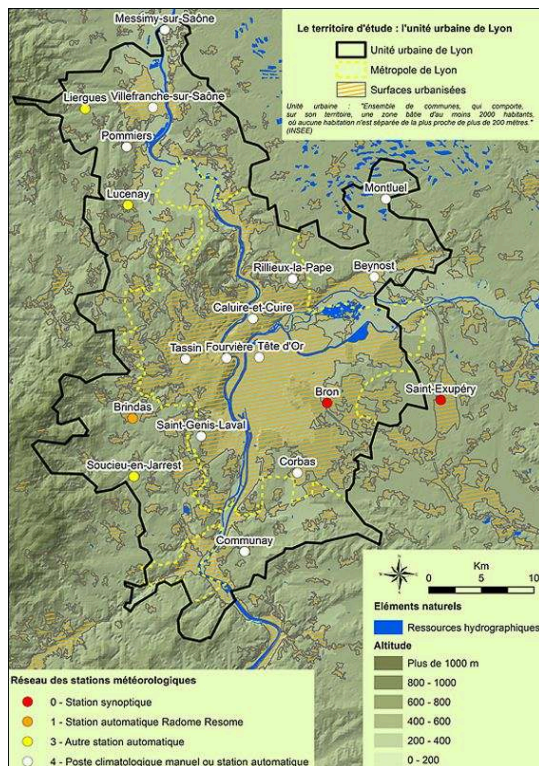 Messimy-sur-Saône
Le territoire d'étude : l'unité urbaine de Lyon
Unité urbaine de Lyon
Métropole de Lyon
Surfaces urbanisées
Unité urbaine : "Ensemble de communes, qui comporte,
sur son territoire, une zone bâtie d'au moins 2000 habitants,
où aucune habitation n'est séparée de la plus proche de plus de 200 mètres."
(INSEE)
Liergues
Villefranche-sur-Saône
Pommiers
Lucenay
Montluel
Rillieux-la-Pape
Beynost
Caluire-et-Cuire
Tassin
Fourvière
Tête d'Or
Bron
Saint-Exupéry
Brindas
Saint-Genis-Laval
Soucieu-en-Jarrest
Corbas
Communay
Km
0 5 10
Eléments naturels
Ressources hydrographiques
Altitude
Plus de 1000 m
800 - 1000
600 - 800
400 - 600
200 - 400
0 - 200
Réseau des stations météorologiques
0 - Station synoptique
1 - Station automatique Radome Resome
3 - Autre station automatique
4 - Poste climatologique manuel ou station automatique